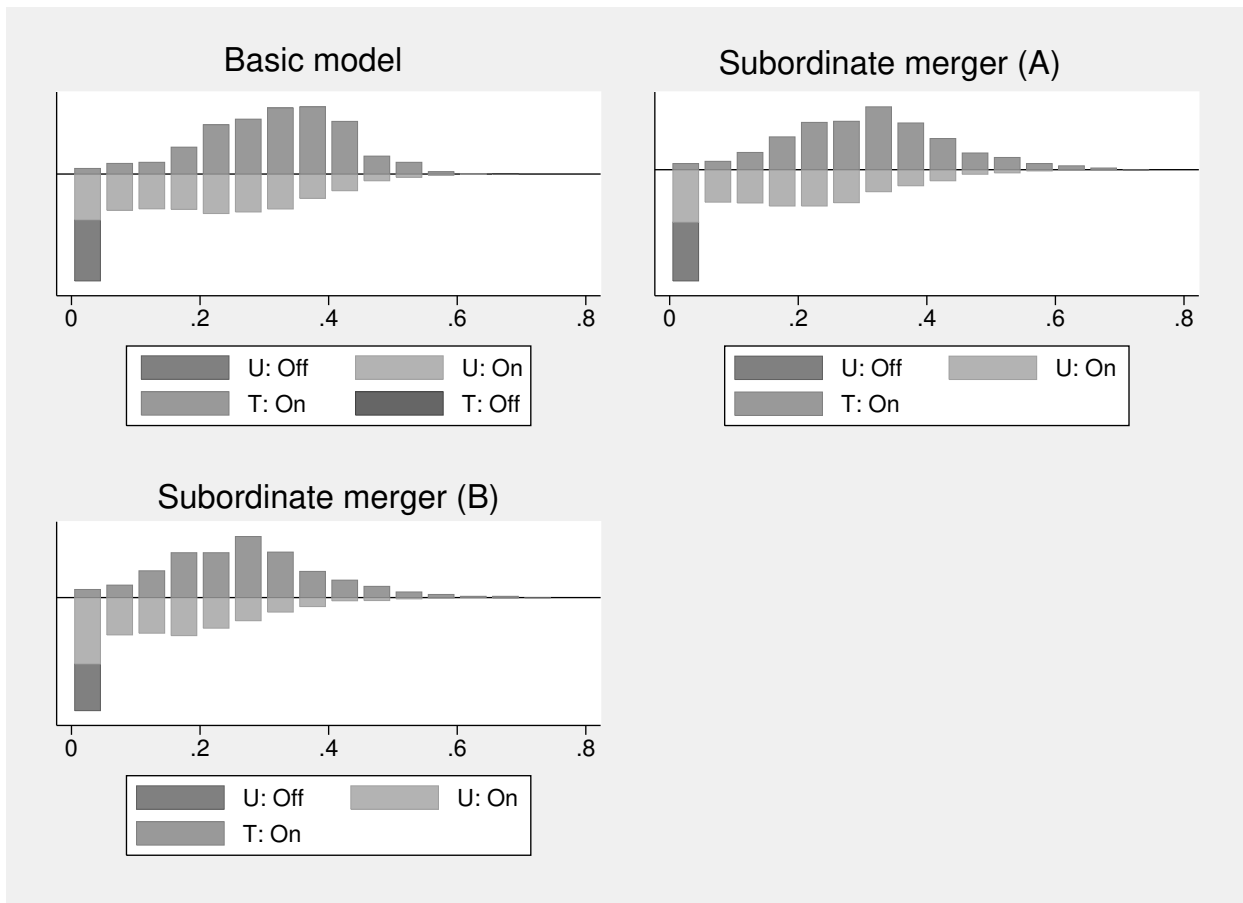 Basic model
0 .2 .4 .6 .8
U: Off U: On
T: On T: Off
Subordinate merger (A)
0 .2 .4 .6 .8
U: Off U: On
T: On
Subordinate merger (B)
0 .2 .4 .6 .8
U: Off U: On
T: On